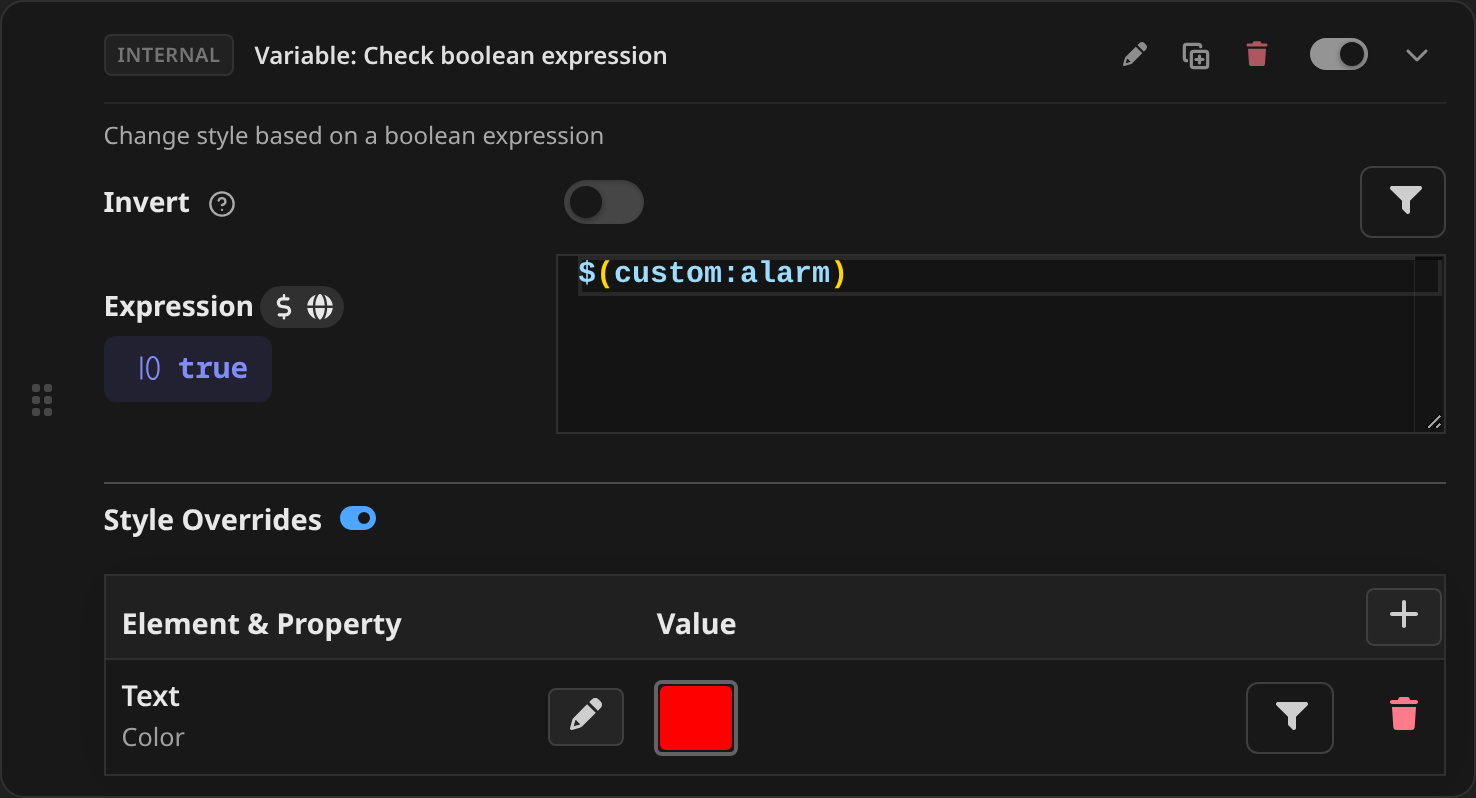 INTERNAL Variable: Check boolean expression
Change style based on a boolean expression
Invert ?
Expression $
$(custom:alarm)
true
Style Overrides
Element & Property Value
Text
Color